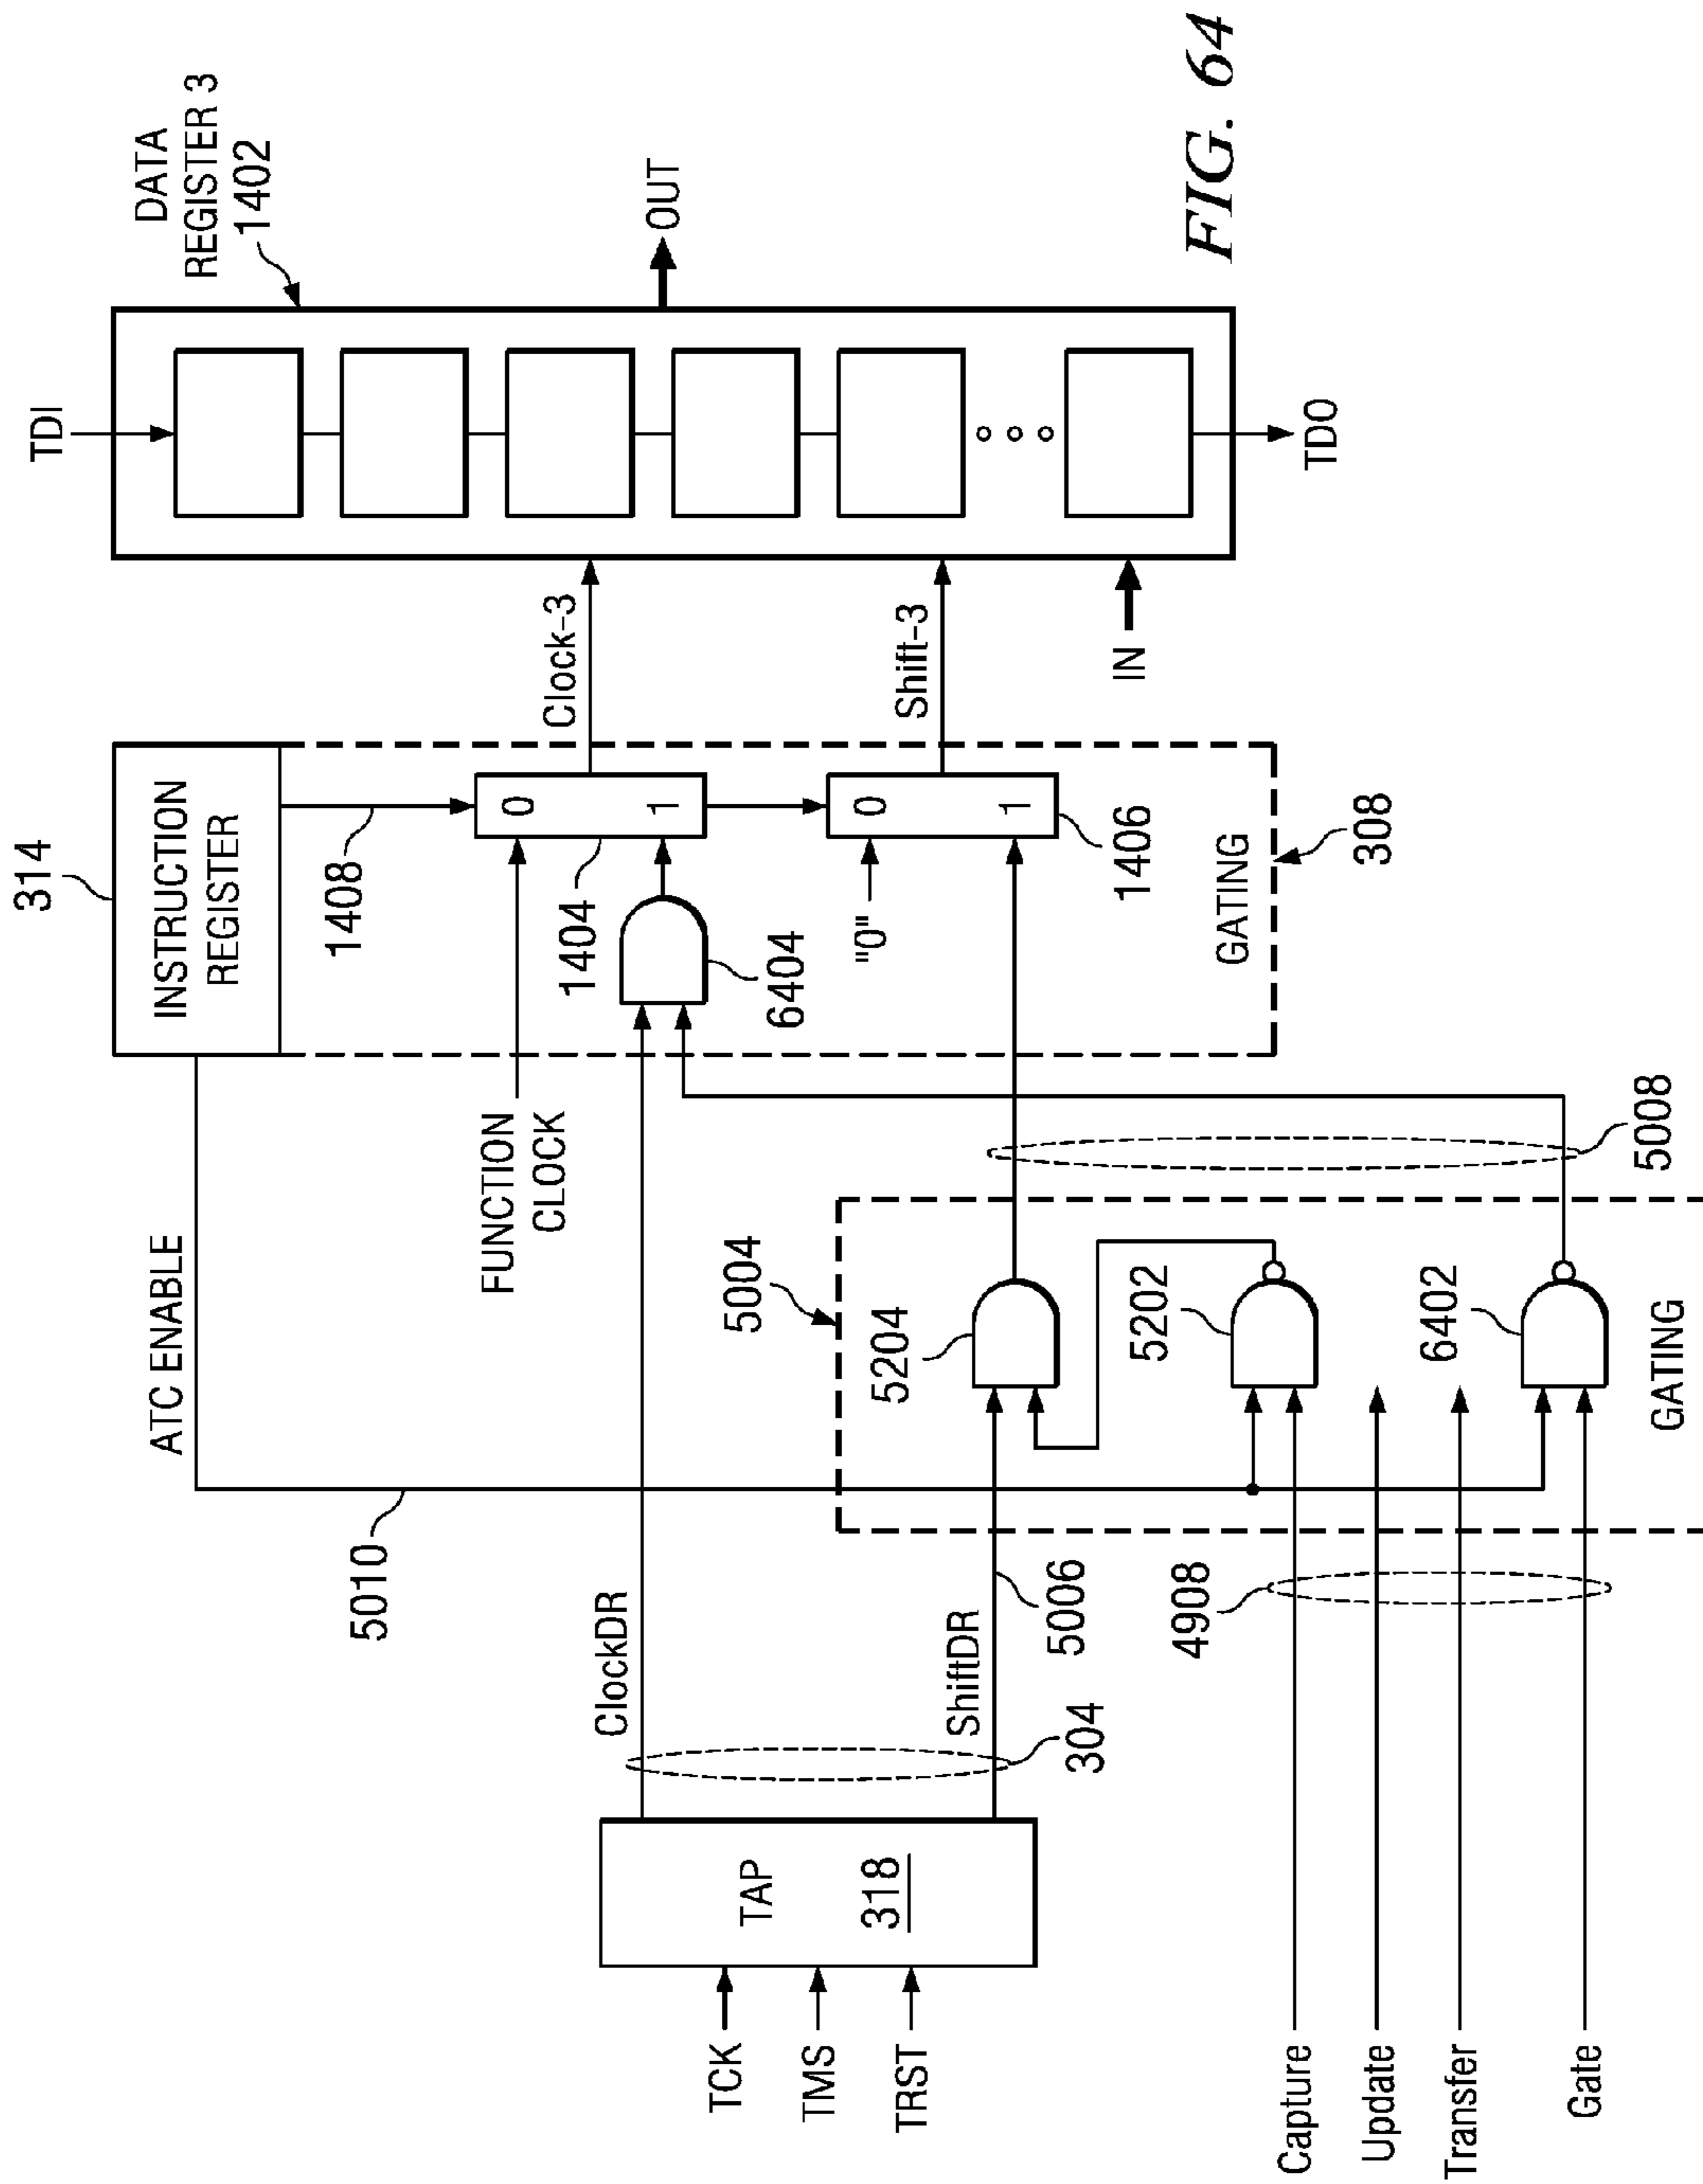 314
INSTRUCTION
REGISTER
ATC ENABLE
5010
1408
FUNCTION
CLOCK
0
1
1404
6404
Clock-3
"0"
0
1
1406
Shift-3
GATING
308
DATA
REGISTER 3
1402
TDI
OUT
IN
TDO
TCK
TMS
TRST
TAP
318
ClockDR
ShiftDR
304
5006
5004
5204
5202
6402
GATING
5008
4908
Capture
Update
Transfer
Gate
FIG. 64